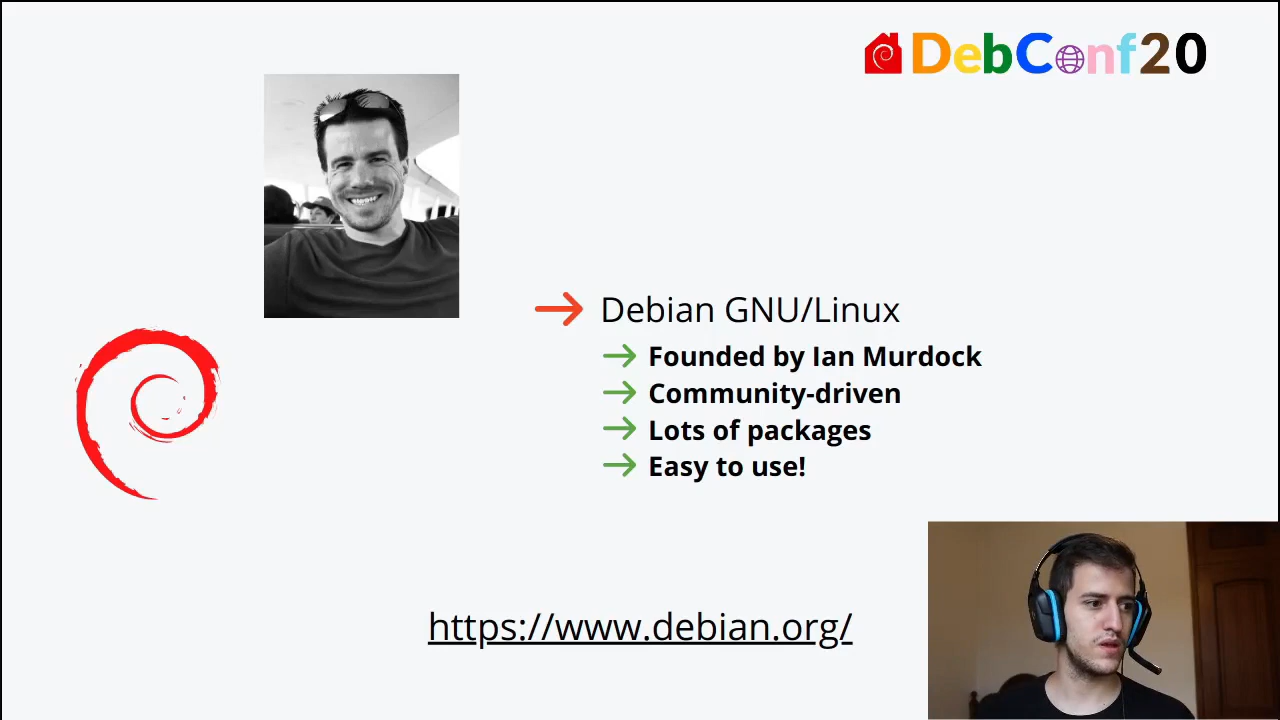 DebConf20
Debian GNU/Linux
Founded by Ian Murdock
Community-driven
Lots of packages
Easy to use!
https://www.debian.org/